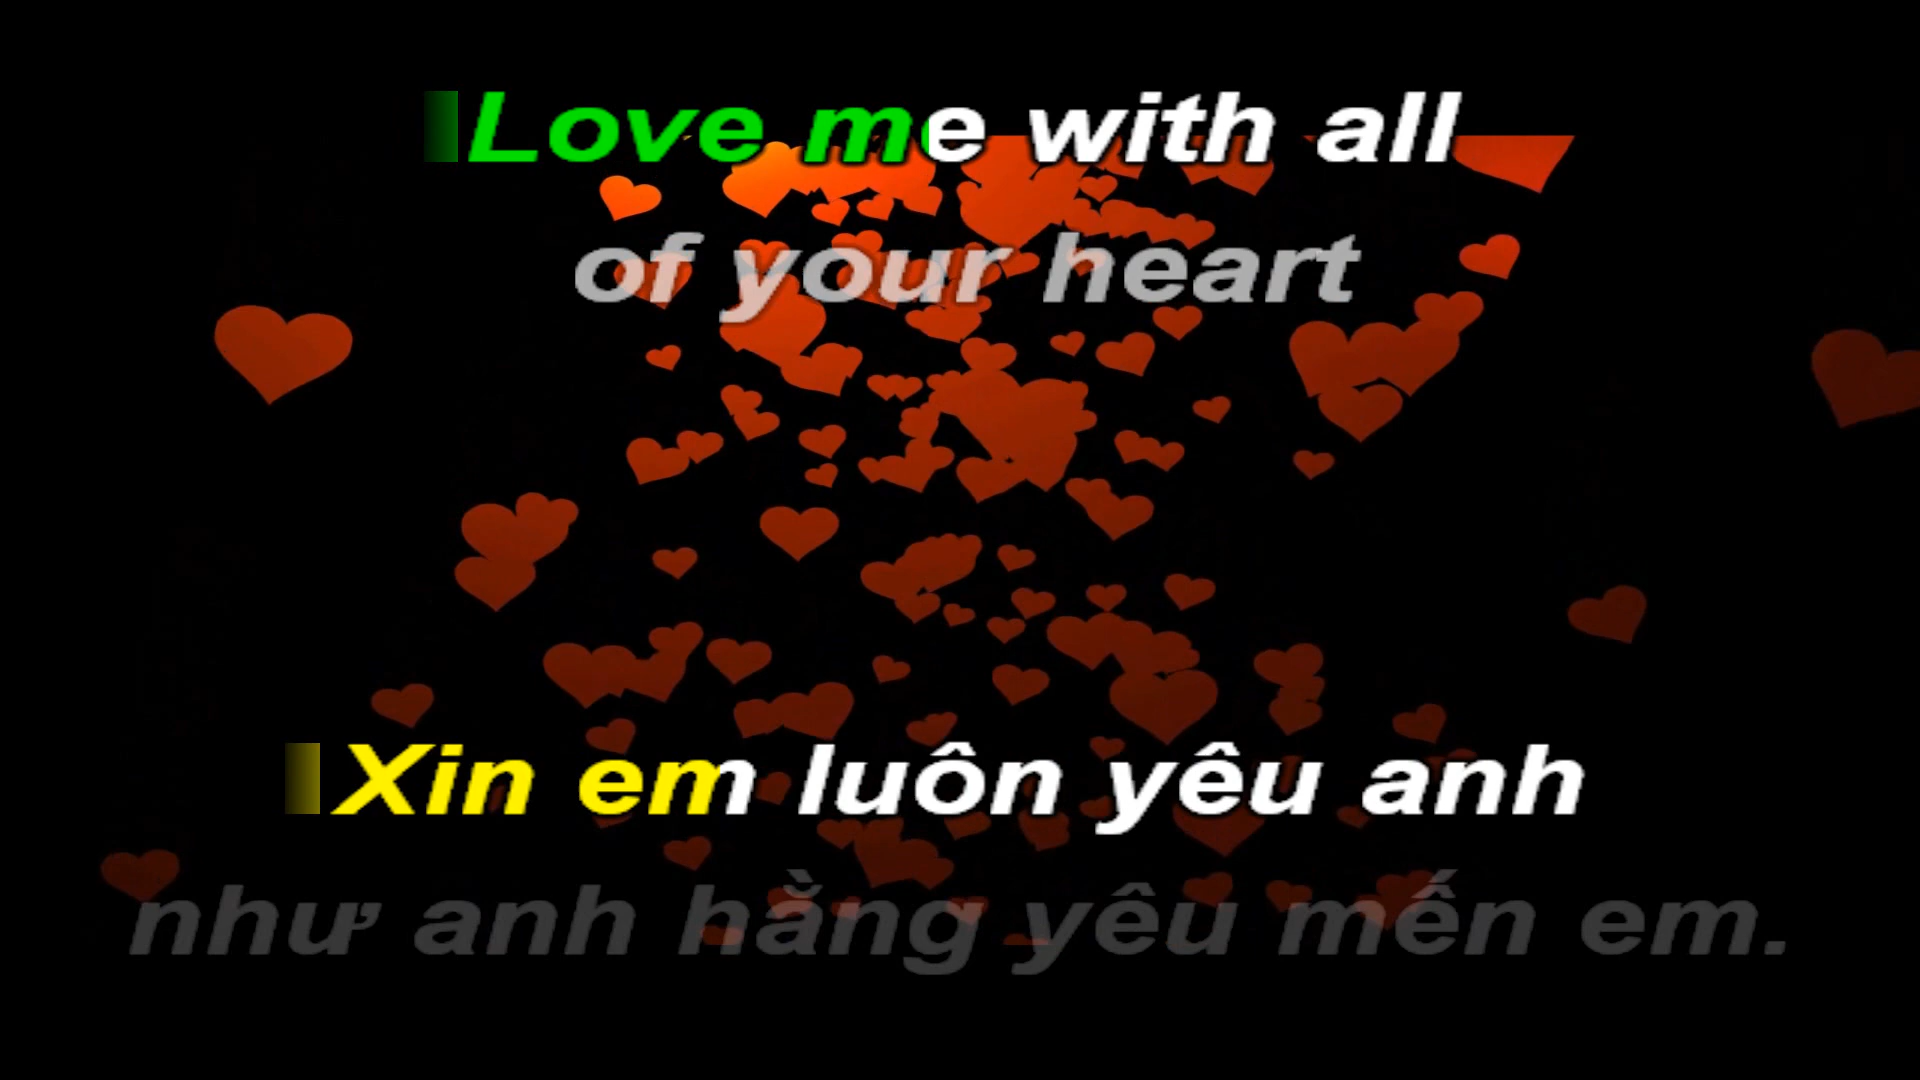 Love me with all
of your heart
Xin em luôn yêu anh
như anh hằng yêu mến em.